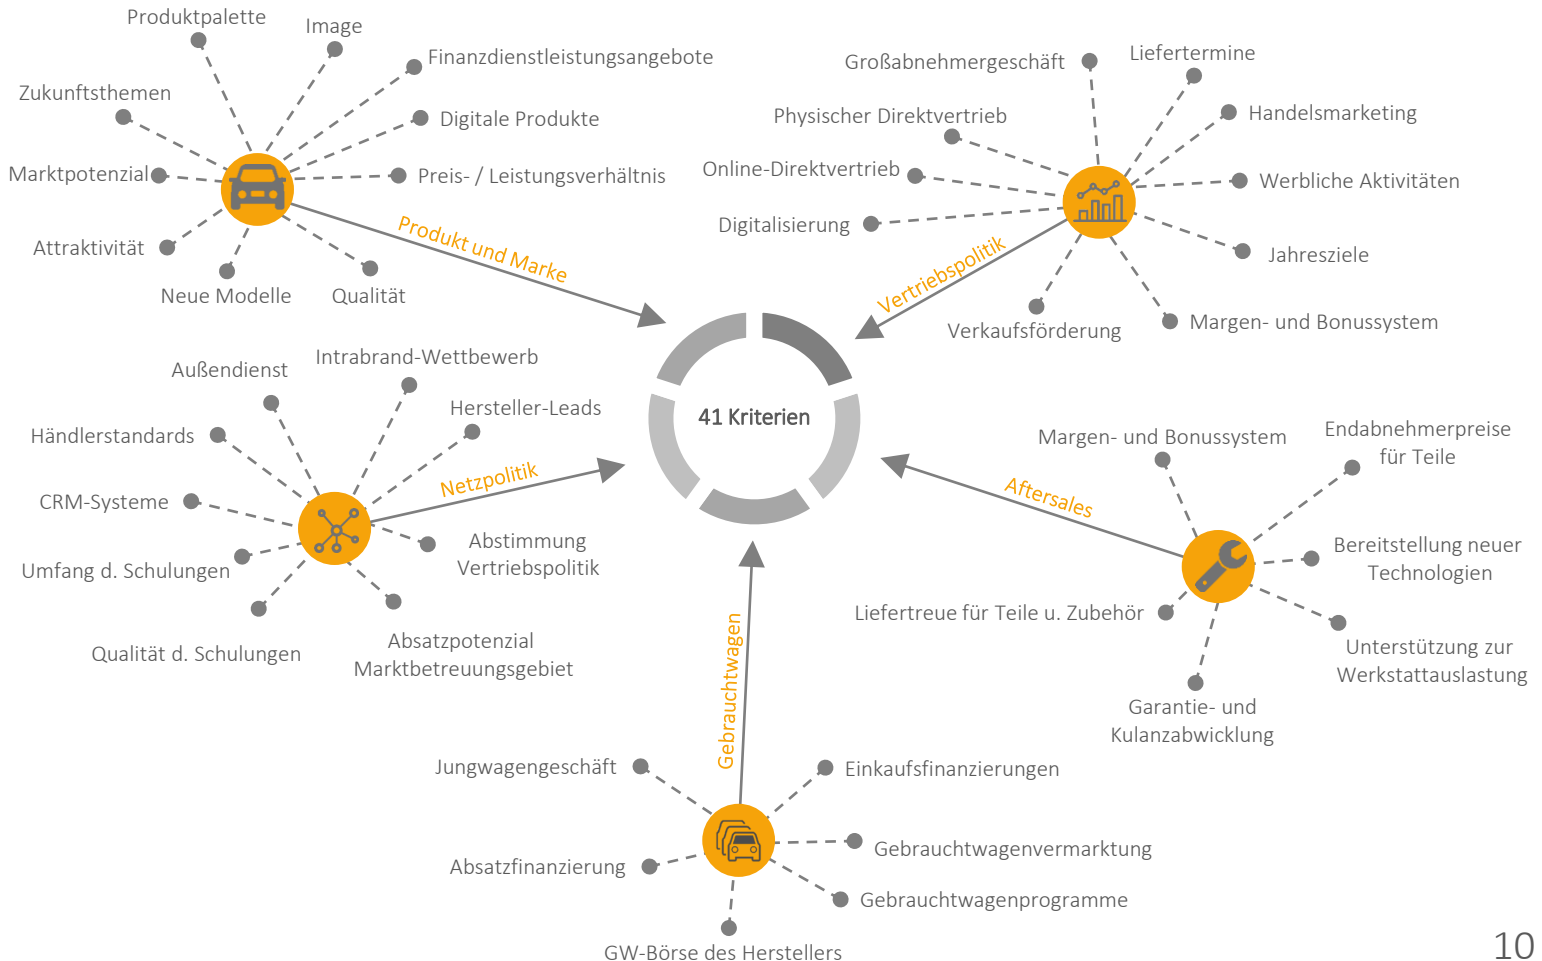 Produktpalette
Image
Finanzdienstleistungsangebote
Zukunftsthemen
Digitale Produkte
Marktpotenzial
Preis- / Leistungsverhältnis
Attraktivität
Neue Modelle
Qualität
Produkt und Marke
Großabnehmergeschäft
Liefertermine
Physischer Direktvertrieb
Handelsmarketing
Online-Direktvertrieb
Werbliche Aktivitäten
Digitalisierung
Jahresziele
Verkaufsförderung
Margen- und Bonussystem
Vertriebspolitik
41 Kriterien
Außendienst
Intrabrand-Wettbewerb
Hersteller-Leads
Händlerstandards
CRM-Systeme
Umfang d. Schulungen
Abstimmung
Vertriebspolitik
Qualität d. Schulungen
Absatzpotenzial
Marktbetreuungsgebiet
Netzpolitik
Margen- und Bonussystem
Endabnehmerpreise
für Teile
Aftersales
Bereitstellung neuer
Technologien
Liefertreue für Teile u. Zubehör
Unterstützung zur
Werkstattauslastung
Garantie- und
Kulanzabwicklung
Gebrauchtwagen
Jungwagengeschäft
Einkaufsfinanzierungen
Absatzfinanzierung
Gebrauchtwagenvermarktung
Gebrauchtwagenprogramme
GW-Börse des Herstellers
10